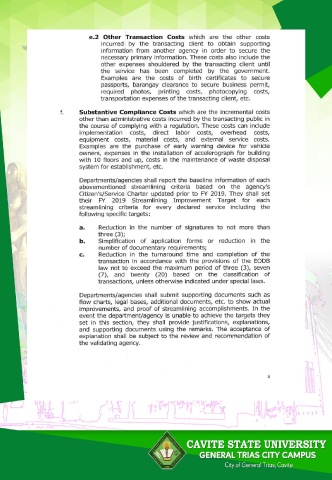 e.2 Other Transaction Costs which are the other costs
incurred by the transacting client to obtain supporting
information from another agency in order to secure the
necessary primary information. These costs also include the
other expenses shouldered by the transacting client until
the service has been completed by the government.
Examples are the costs of birth certificates to secure
passports, barangay clearance to secure business permit,
required photos, printing costs, photocopying costs,
transportation expenses of the transacting client, etc.
f. Substantive Compliance Costs which are the incremental costs
other than administrative costs incurred by the transacting public in
the course of complying with a regulation. These costs can include
implementation costs, direct labor costs, overhead costs,
equipment costs, material costs, and external service costs.
Examples are the purchase of early warning device for vehicle
owners, expenses in the installation of accelerograph for building
with 10 floors and up, costs in the maintenance of waste disposal
system for establishment, etc.
Departments/agencies shall report the baseline information of each
abovementioned streamlining criteria based on the agency's
Citizen's/Service Charter updated prior to FY 2019. They shall set
their FY 2019 Streamlining Improvement Target for each
streamlining criteria for every declared service including the
following specific targets:
a. Reduction in the number of signatures to not more than
three (3);
b. Simplification of application forms or reduction in the
number of documentary requirements;
c. Reduction in the turnaround time and completion of the
transaction in accordance with the provisions of the EODB
law not to exceed the maximum period of three (3), seven
(7), and twenty (20) based on the classification of
transactions, unless otherwise indicated under special laws.
Departments/agencies shall submit supporting documents such as
flow charts, legal bases, additional documents, etc. to show actual
improvements, and proof of streamlining accomplishments. In the
event the department/agency is unable to achieve the targets they
set in this section, they shall provide justifications, explanations,
and supporting documents using the remarks. The acceptance of
explanation shall be subject to the review and recommendation of
the validating agency.
CAVITE STATE UNIVERSITY
GENERAL TRIAS CITY CAMPUS
City of General Trias, Cavite